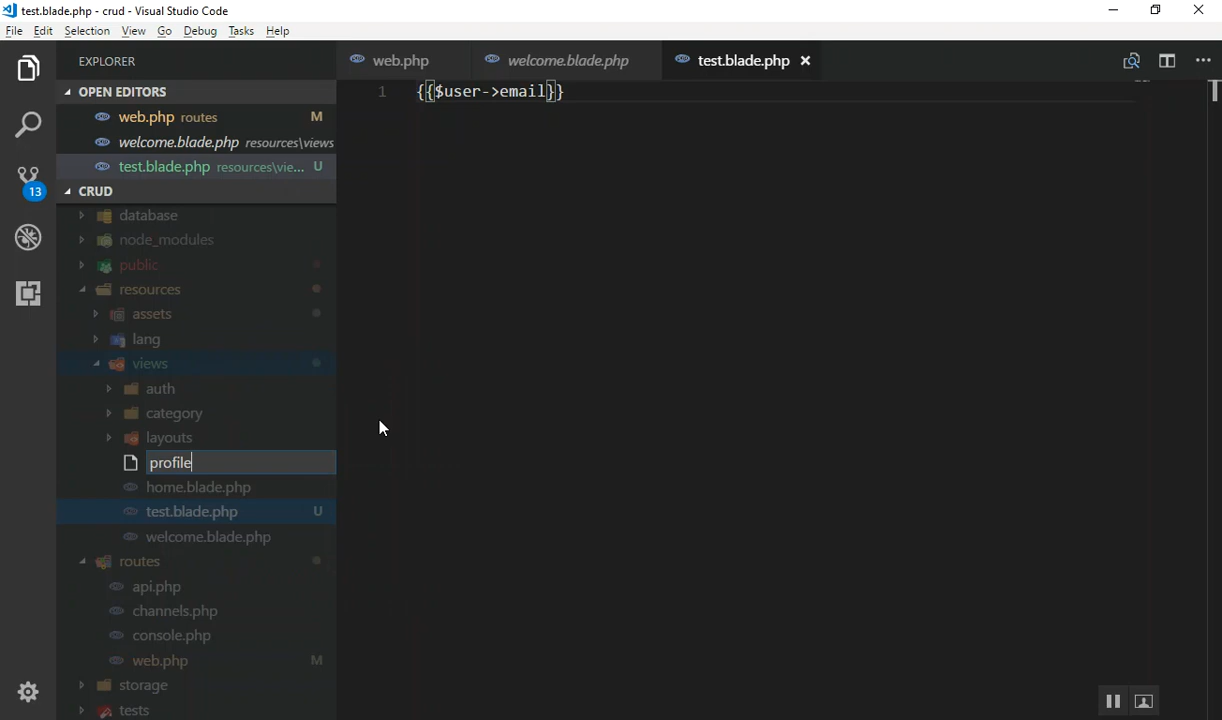 test.blade.php - crud - Visual Studio Code
File Edit Selection View Go Debug Tasks Help
EXPLORER
web.php welcome.blade.php test.blade.php
OPEN EDITORS
1 {{$user->email}}
web.php routes M
welcome.blade.php resources\views
test.blade.php resources\vie... U
13
CRUD
database
node_modules
public
resources
assets
lang
views
auth
category
layouts
profile
home.blade.php
test.blade.php U
welcome.blade.php
routes
api.php
channels.php
console.php
web.php M
storage
tests